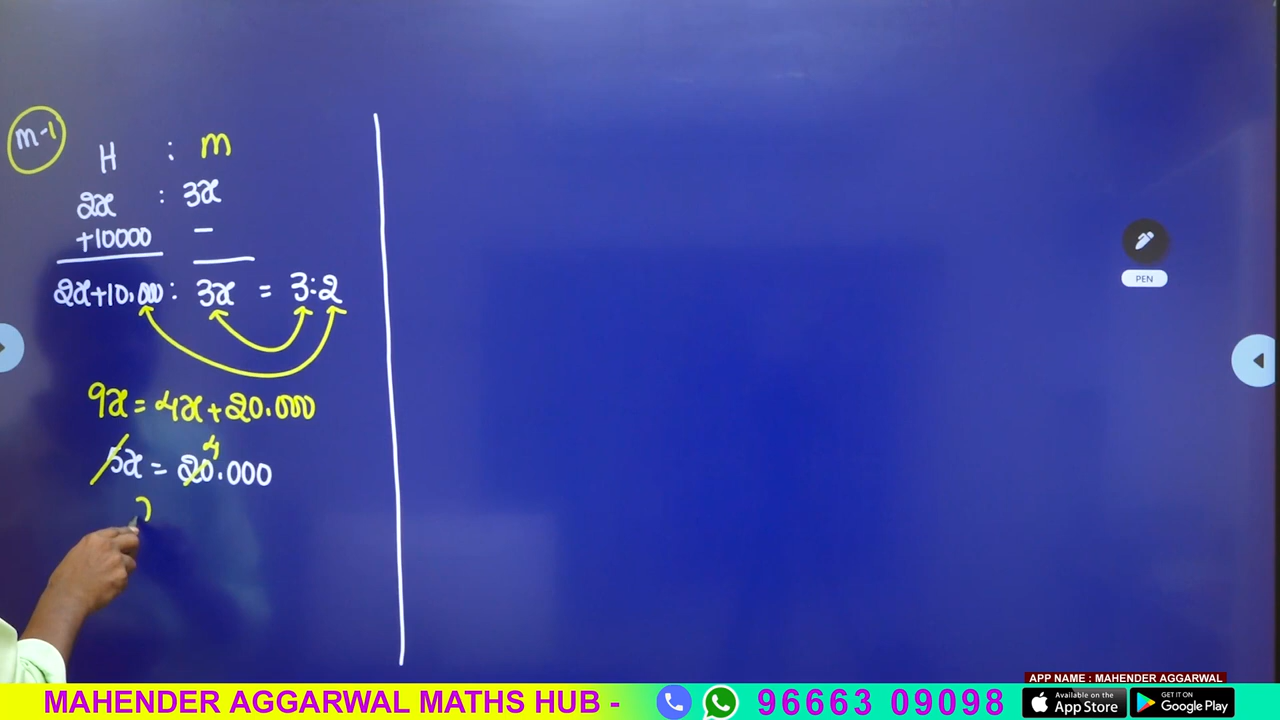 m-1
H : m
2x : 3x
+10000 –
2x+10,000 : 3x = 3:2
9x = 4x + 20,000
5x = 20,000
4
PEN
APP NAME : MAHENDER AGGARWAL
MAHENDER AGGARWAL MATHS HUB - 96663 09098
Available on the App Store
GET IT ON Google Play